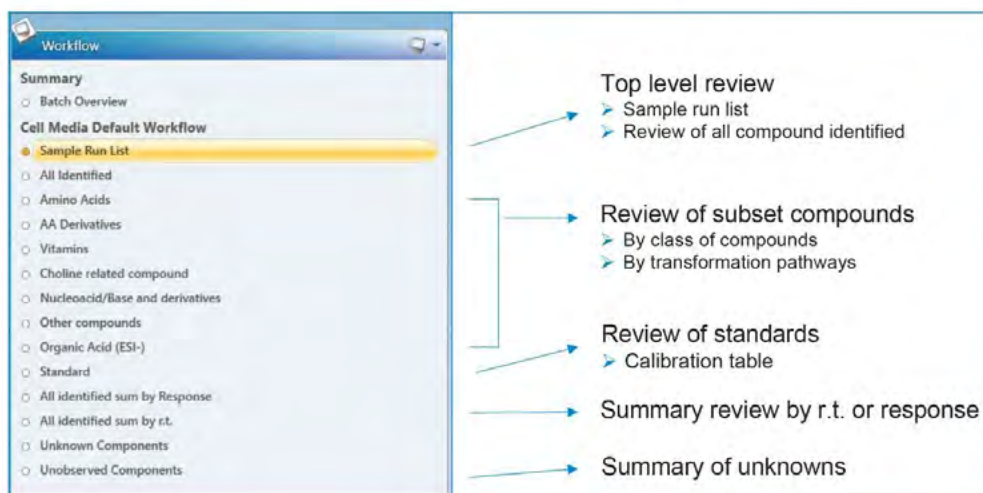 Workflow
Summary
Batch Overview
Cell Media Default Workflow
Sample Run List
All Identified
Amino Acids
AA Derivatives
Vitamins
Choline related compound
Nucleoacid/Base and derivatives
Other compounds
Organic Acid (ESI-)
Standard
All identified sum by Response
All identified sum by r.t.
Unknown Components
Unobserved Components
Top level review
Sample run list
Review of all compound identified
Review of subset compounds
By class of compounds
By transformation pathways
Review of standards
Calibration table
Summary review by r.t. or response
Summary of unknowns